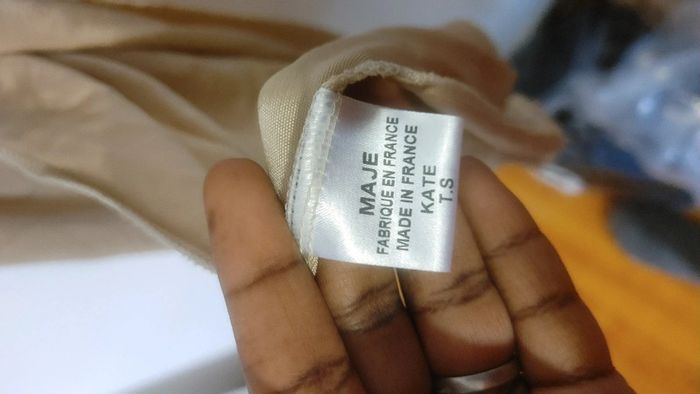 MAJE
FABRIQUE EN FRANCE
MADE IN FRANCE
KATE
T.S